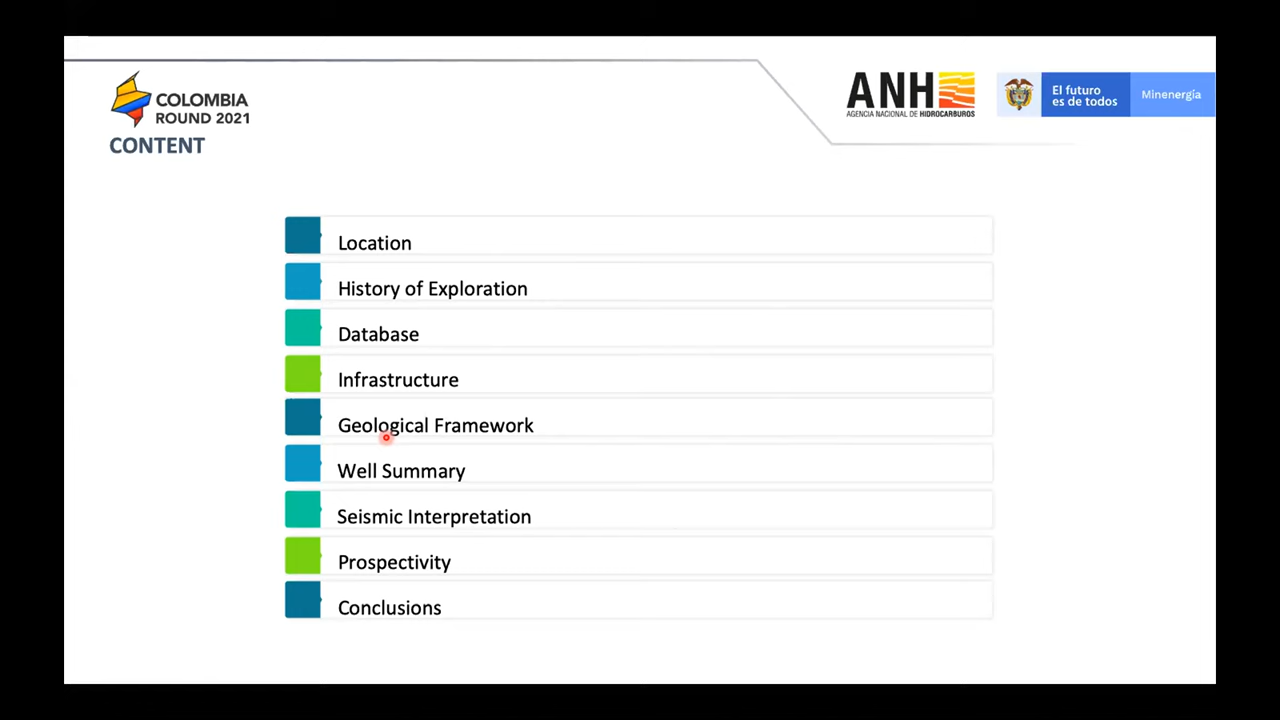 COLOMBIA
ROUND 2021
CONTENT
ANH
AGENCIA NACIONAL DE HIDROCARBUROS
El futuro
es de todos
Minenergía
Location
History of Exploration
Database
Infrastructure
Geological Framework
Well Summary
Seismic Interpretation
Prospectivity
Conclusions